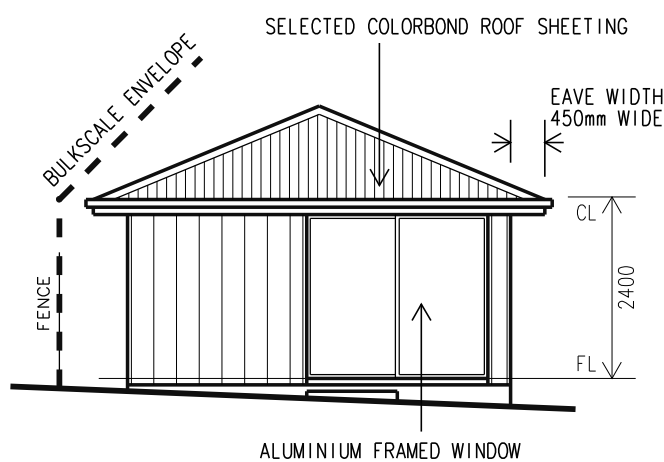 SELECTED COLORBOND ROOF SHEETING
BULKSCALE ENVELOPE
EAVE WIDTH
450mm WIDE
CL
2400
FENCE
FL
ALUMINIUM FRAMED WINDOW